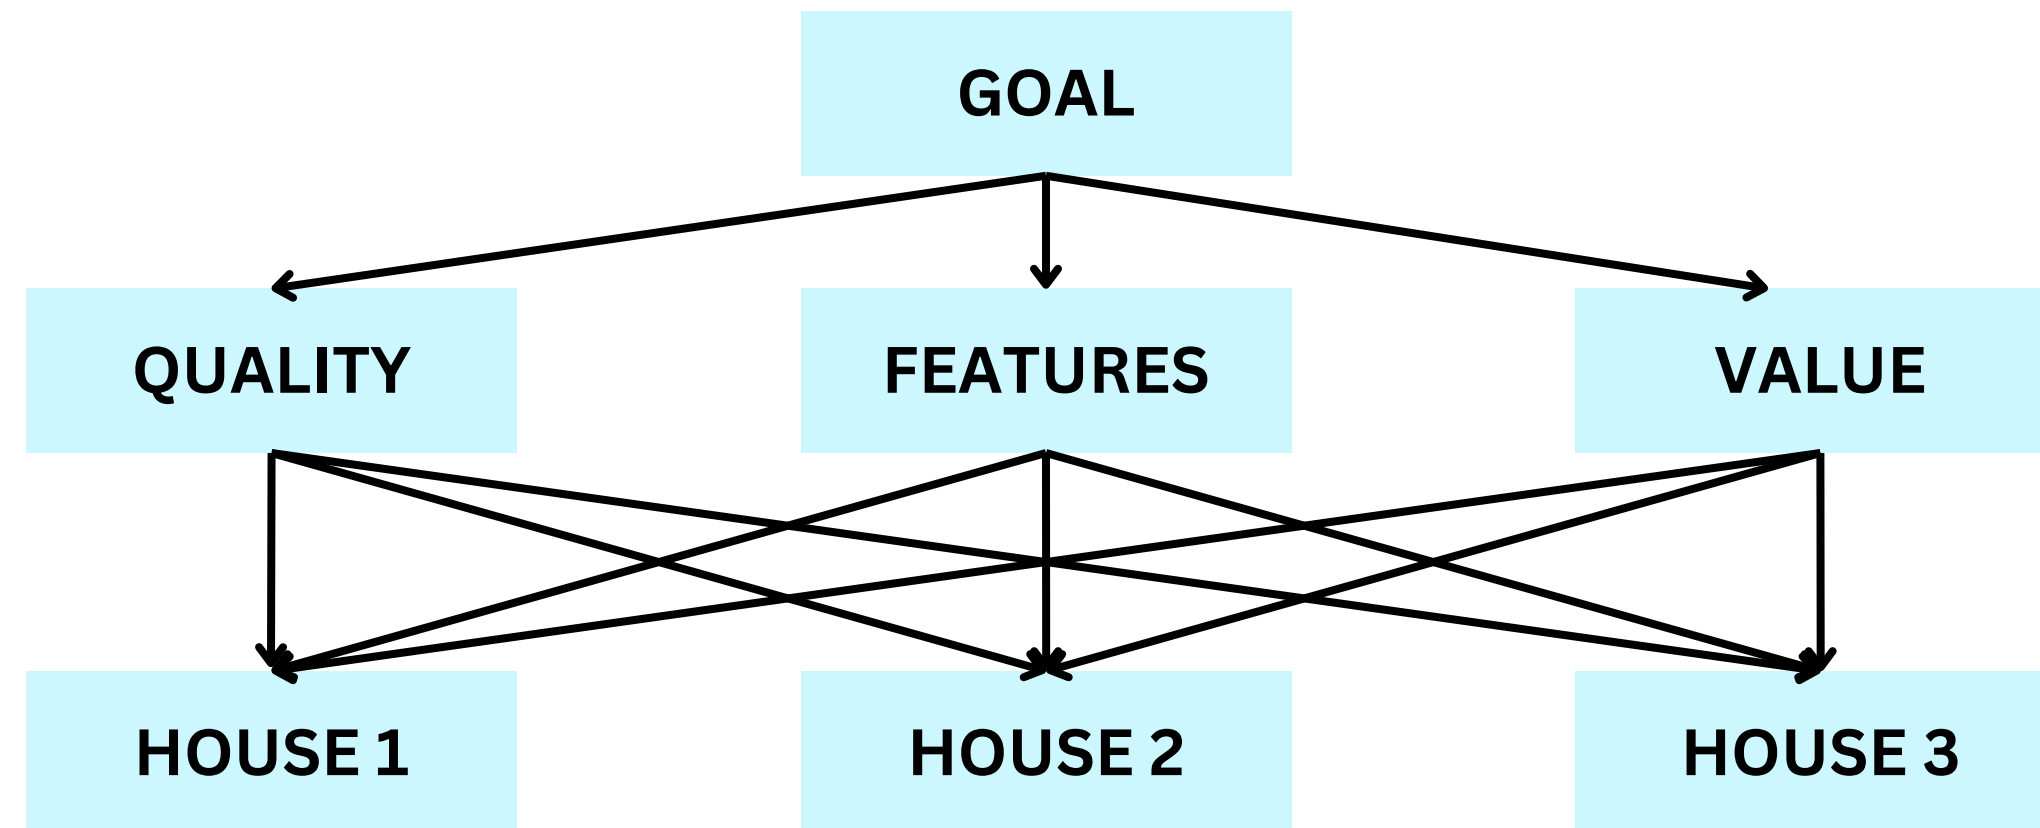 GOAL
QUALITY
FEATURES
VALUE
HOUSE 1
HOUSE 2
HOUSE 3